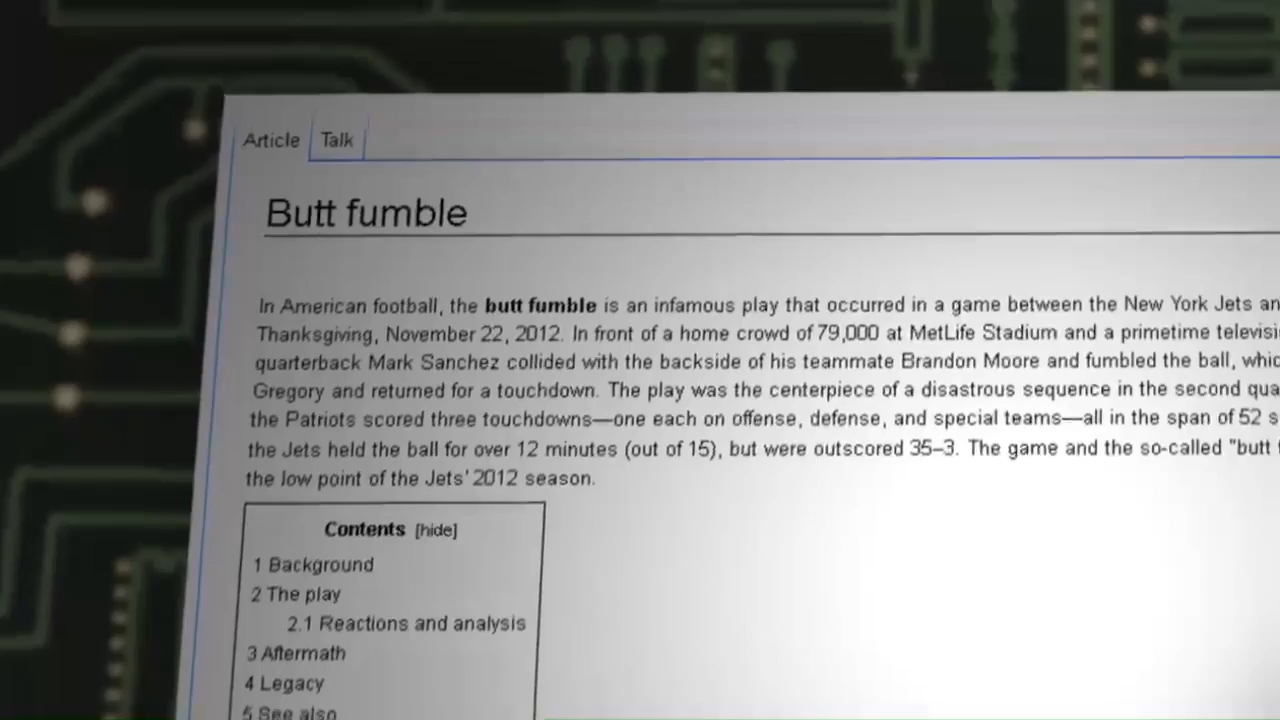 Article Talk
Butt fumble
In American football, the butt fumble is an infamous play that occurred in a game between the New York Jets an
Thanksgiving, November 22, 2012. In front of a home crowd of 79,000 at MetLife Stadium and a primetime televisi
quarterback Mark Sanchez collided with the backside of his teammate Brandon Moore and fumbled the ball, whic
Gregory and returned for a touchdown. The play was the centerpiece of a disastrous sequence in the second qua
the Patriots scored three touchdowns—one each on offense, defense, and special teams—all in the span of 52 s
the Jets held the ball for over 12 minutes (out of 15), but were outscored 35–3. The game and the so-called "butt
the low point of the Jets' 2012 season.
Contents [hide]
1 Background
2 The play
2.1 Reactions and analysis
3 Aftermath
4 Legacy
5 See also